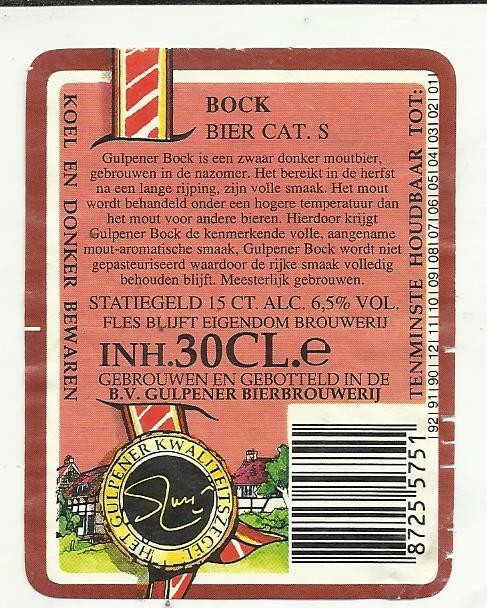 BOCK
BIER CAT. S
Gulpener Bock is een zwaar donker moutbier,
gebrouwen in de nazomer. Het bereikt in de herfst
na een lange rijping, zijn volle smaak. Het mout
wordt behandeld onder een hogere temperatuur dan
het mout voor andere bieren. Hierdoor krijgt
Gulpener Bock de kenmerkende volle, aangename
mout-aromatische smaak, Gulpener Bock wordt niet
gepasteuriseerd waardoor de rijke smaak volledig
behouden blijft. Meesterlijk gebrouwen.
STATIEGELD 15 CT. ALC. 6,5% VOL.
FLES BLIJFT EIGENDOM BROUWERIJ
INH.30CL.e
GEBROUWEN EN GEBOTTELD IN DE
B.V. GULPENER BIERBROUWERIJ
KOEL EN DONKER BEWAREN
TENMINSTE HOUDBAAR TOT:
92|91|90|12|11|10|09|08|07|06|05|04|03|02|01|
HET GULPENER KWALITEITSZEGEL
8725 5751